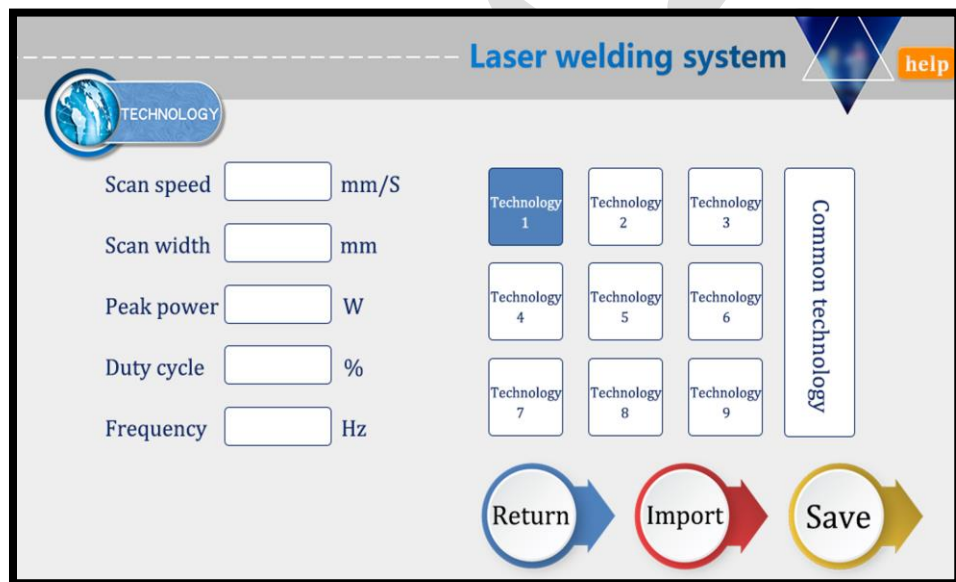 Laser welding system
help
TECHNOLOGY
Scan speed mm/S
Scan width mm
Peak power W
Duty cycle %
Frequency Hz
Technology
1
Technology
2
Technology
3
Technology
4
Technology
5
Technology
6
Technology
7
Technology
8
Technology
9
Common technology
Return
Import
Save